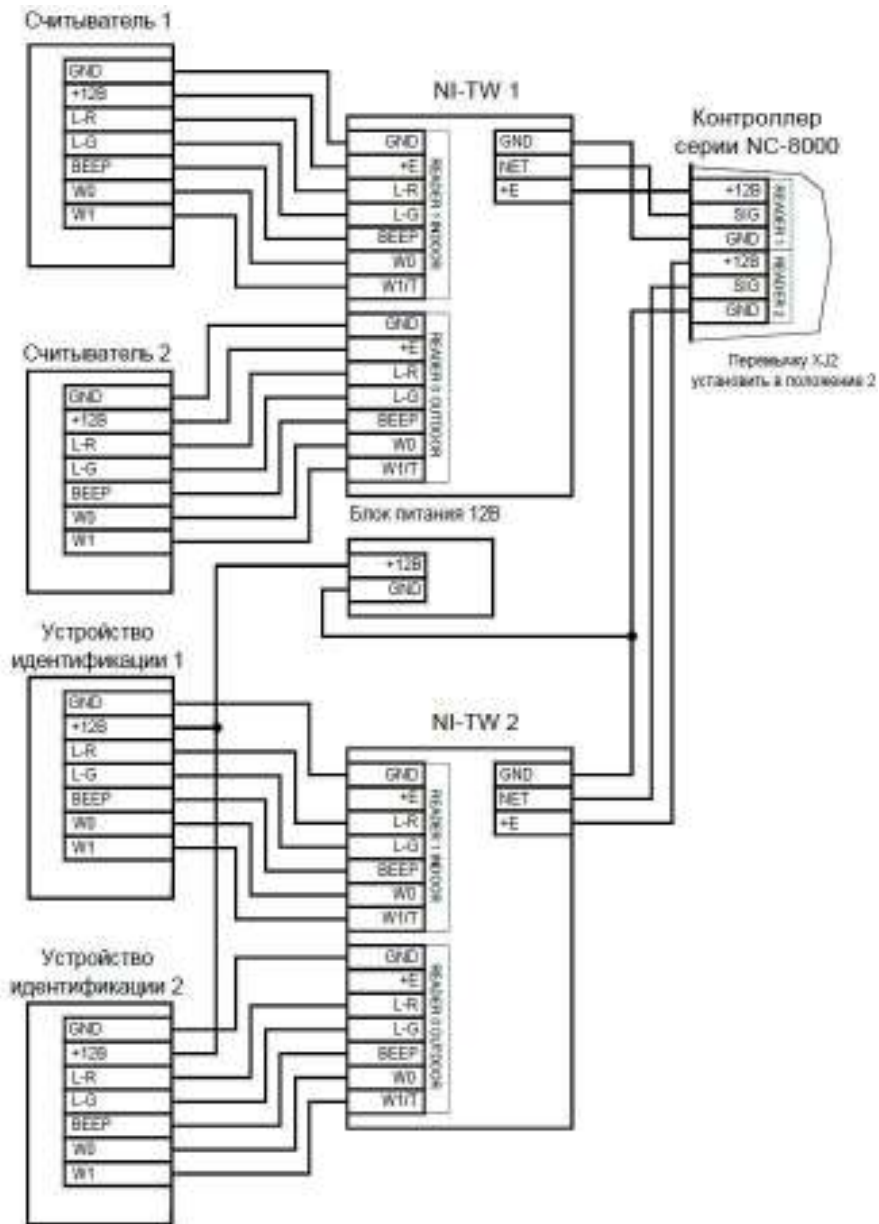 Считыватель 1
GND
+12В
L-R
L-G
BEEP
W0
W1
NI-TW 1
GND
+E
L-R
L-G
BEEP
W0
W1/T
READER 1 INDOOR
GND
NET
+E
Контроллер
серии NC-8000
+12В
SIG
GND
READER 1
+12В
SIG
GND
READER 2
Перемычку XJ2
установить в положение 2
Считыватель 2
GND
+12В
L-R
L-G
BEEP
W0
W1
GND
+E
L-R
L-G
BEEP
W0
W1/T
OUTDOOR
Блок питания 12В
+12В
GND
Устройство
идентификации 1
GND
+12В
L-R
L-G
BEEP
W0
W1
NI-TW 2
GND
+E
L-R
L-G
BEEP
W0
W1/T
READER 1 INDOOR
GND
NET
+E
Устройство
идентификации 2
GND
+12В
L-R
L-G
BEEP
W0
W1
GND
+E
L-R
L-G
BEEP
W0
W1/T
OUTDOOR